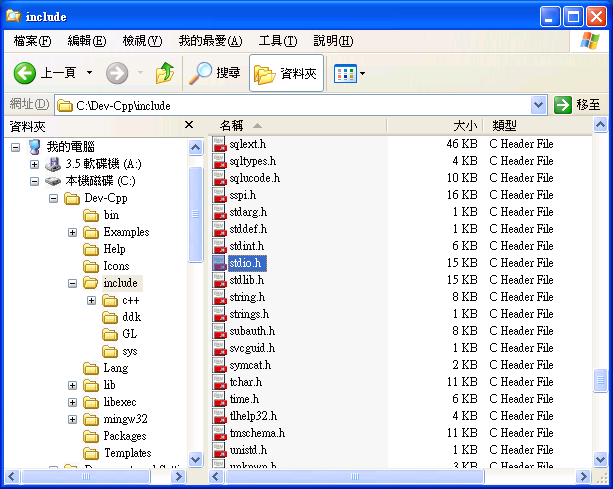 include
檔案(F) 編輯(E) 檢視(V) 我的最愛(A) 工具(T) 說明(H)
上一頁 搜尋 資料夾
網址(D) C:\Dev-Cpp\include 移至
資料夾
我的電腦
3.5 軟碟機 (A:)
本機磁碟 (C:)
Dev-Cpp
bin
Examples
Help
Icons
include
c++
ddk
GL
sys
Lang
lib
libexec
mingw32
Packages
Templates
名稱 大小 類型
sqlext.h 46 KB C Header File
sqltypes.h 4 KB C Header File
sqlucode.h 10 KB C Header File
sspi.h 16 KB C Header File
stdarg.h 1 KB C Header File
stddef.h 1 KB C Header File
stdint.h 6 KB C Header File
stdio.h 15 KB C Header File
stdlib.h 15 KB C Header File
string.h 8 KB C Header File
strings.h 1 KB C Header File
subauth.h 8 KB C Header File
svcguid.h 1 KB C Header File
symcat.h 2 KB C Header File
tchar.h 11 KB C Header File
time.h 6 KB C Header File
tlhelp32.h 4 KB C Header File
tmschema.h 11 KB C Header File
unistd.h 1 KB C Header File
unknwn.h 3 KB C Header File